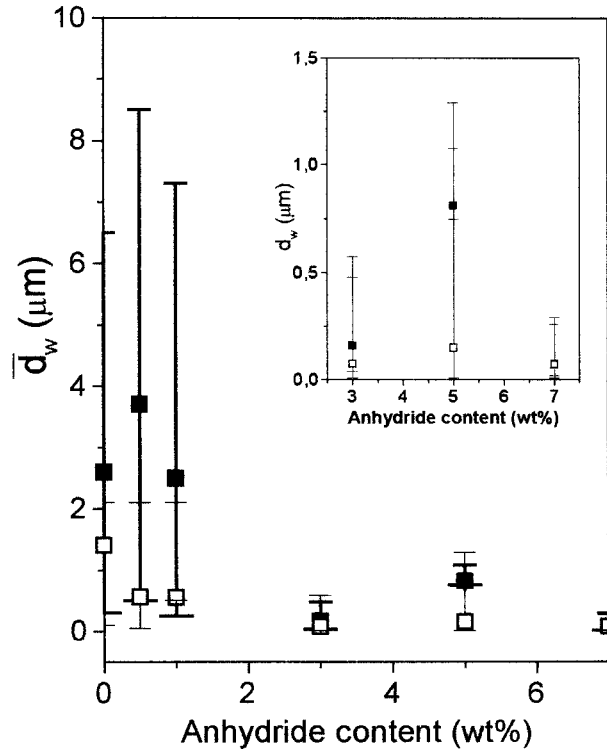 10
8
6
4
2
0
0 2 4 6
d̅w (μm)
Anhydride content (wt%)
1,5
1,0
0,5
0,0
3 4 5 6 7
dw (μm)
Anhydride content (wt%)